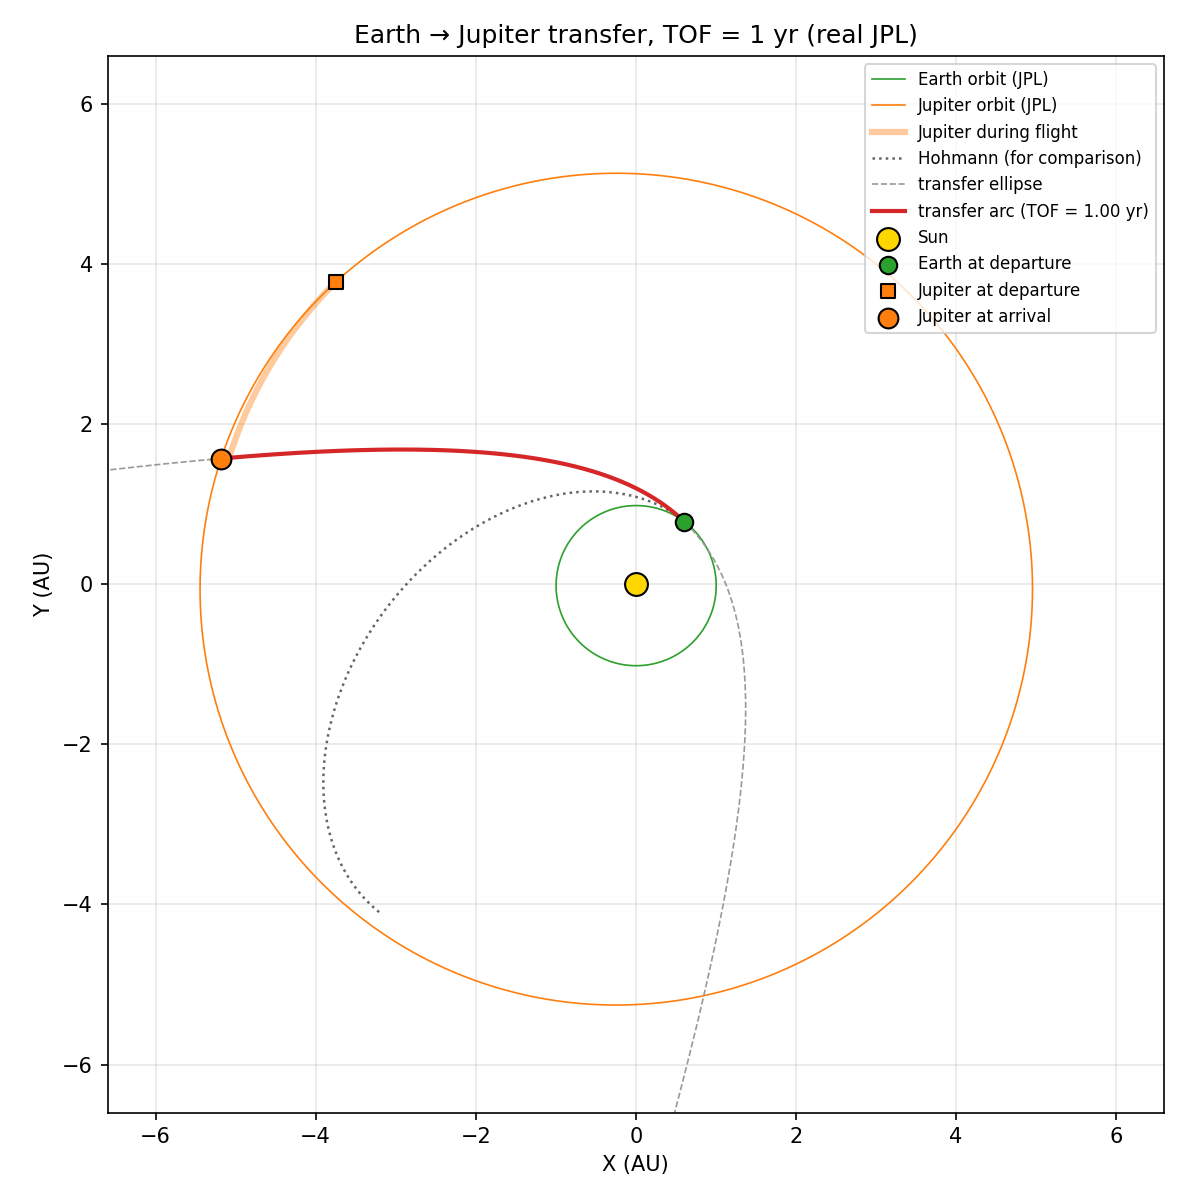 Earth → Jupiter transfer, TOF = 1 yr (real JPL)
Earth orbit (JPL)
Jupiter orbit (JPL)
Jupiter during flight
Hohmann (for comparison)
transfer ellipse
transfer arc (TOF = 1.00 yr)
Sun
Earth at departure
Jupiter at departure
Jupiter at arrival
Y (AU)
6
4
2
0
−2
−4
−6
−6 −4 −2 0 2 4 6
X (AU)